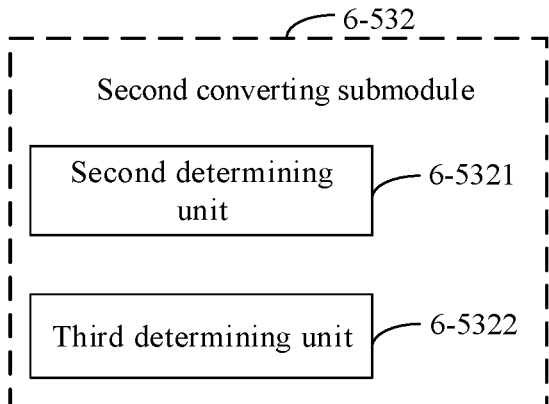 6-532
Second converting submodule
Second determining
unit
6-5321
Third determining unit
6-5322